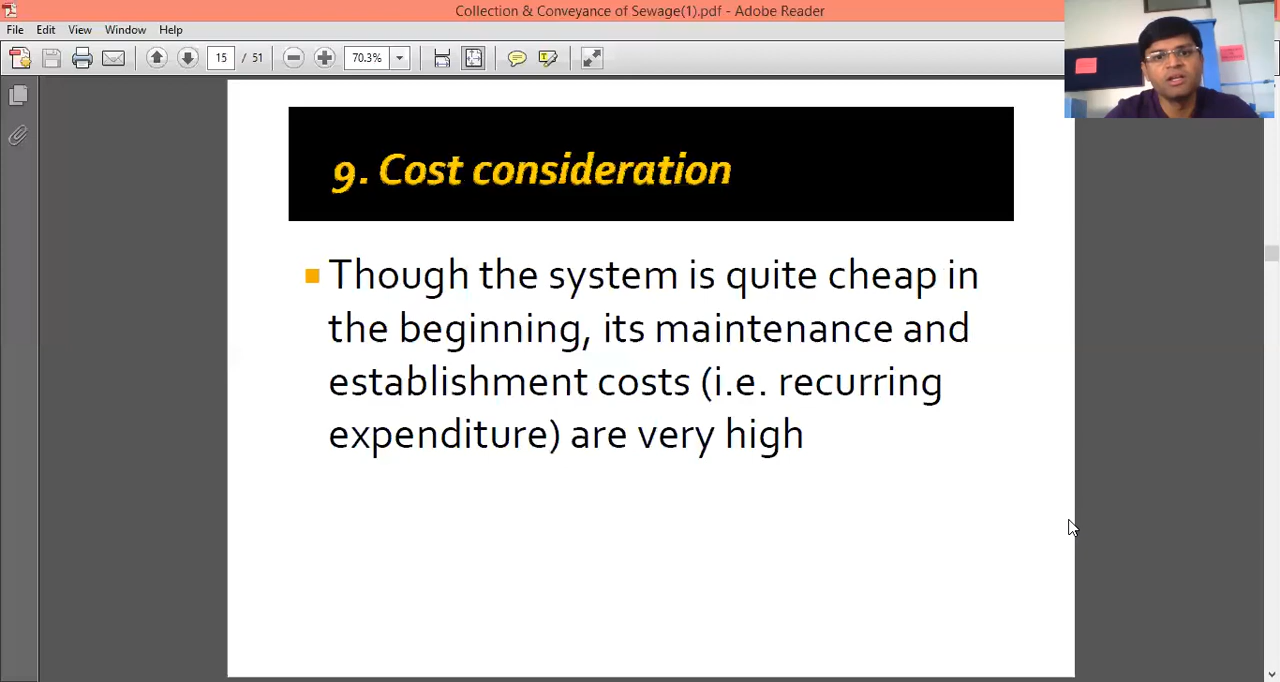 Collection & Conveyance of Sewage(1).pdf - Adobe Reader
File Edit View Window Help
15 / 51 70.3%
9. Cost consideration
Though the system is quite cheap in
the beginning, its maintenance and
establishment costs (i.e. recurring
expenditure) are very high